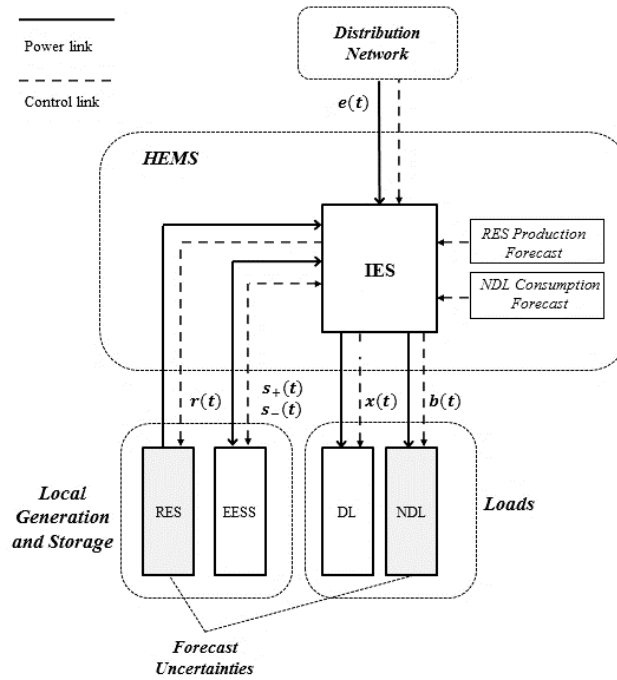 Power link
Control link
Distribution
Network
e(t)
HEMS
IES
RES Production
Forecast
NDL Consumption
Forecast
r(t)
s₊(t)
s₋(t)
x(t)
b(t)
Local
Generation
and Storage
RES
EESS
DL
NDL
Loads
Forecast
Uncertainties